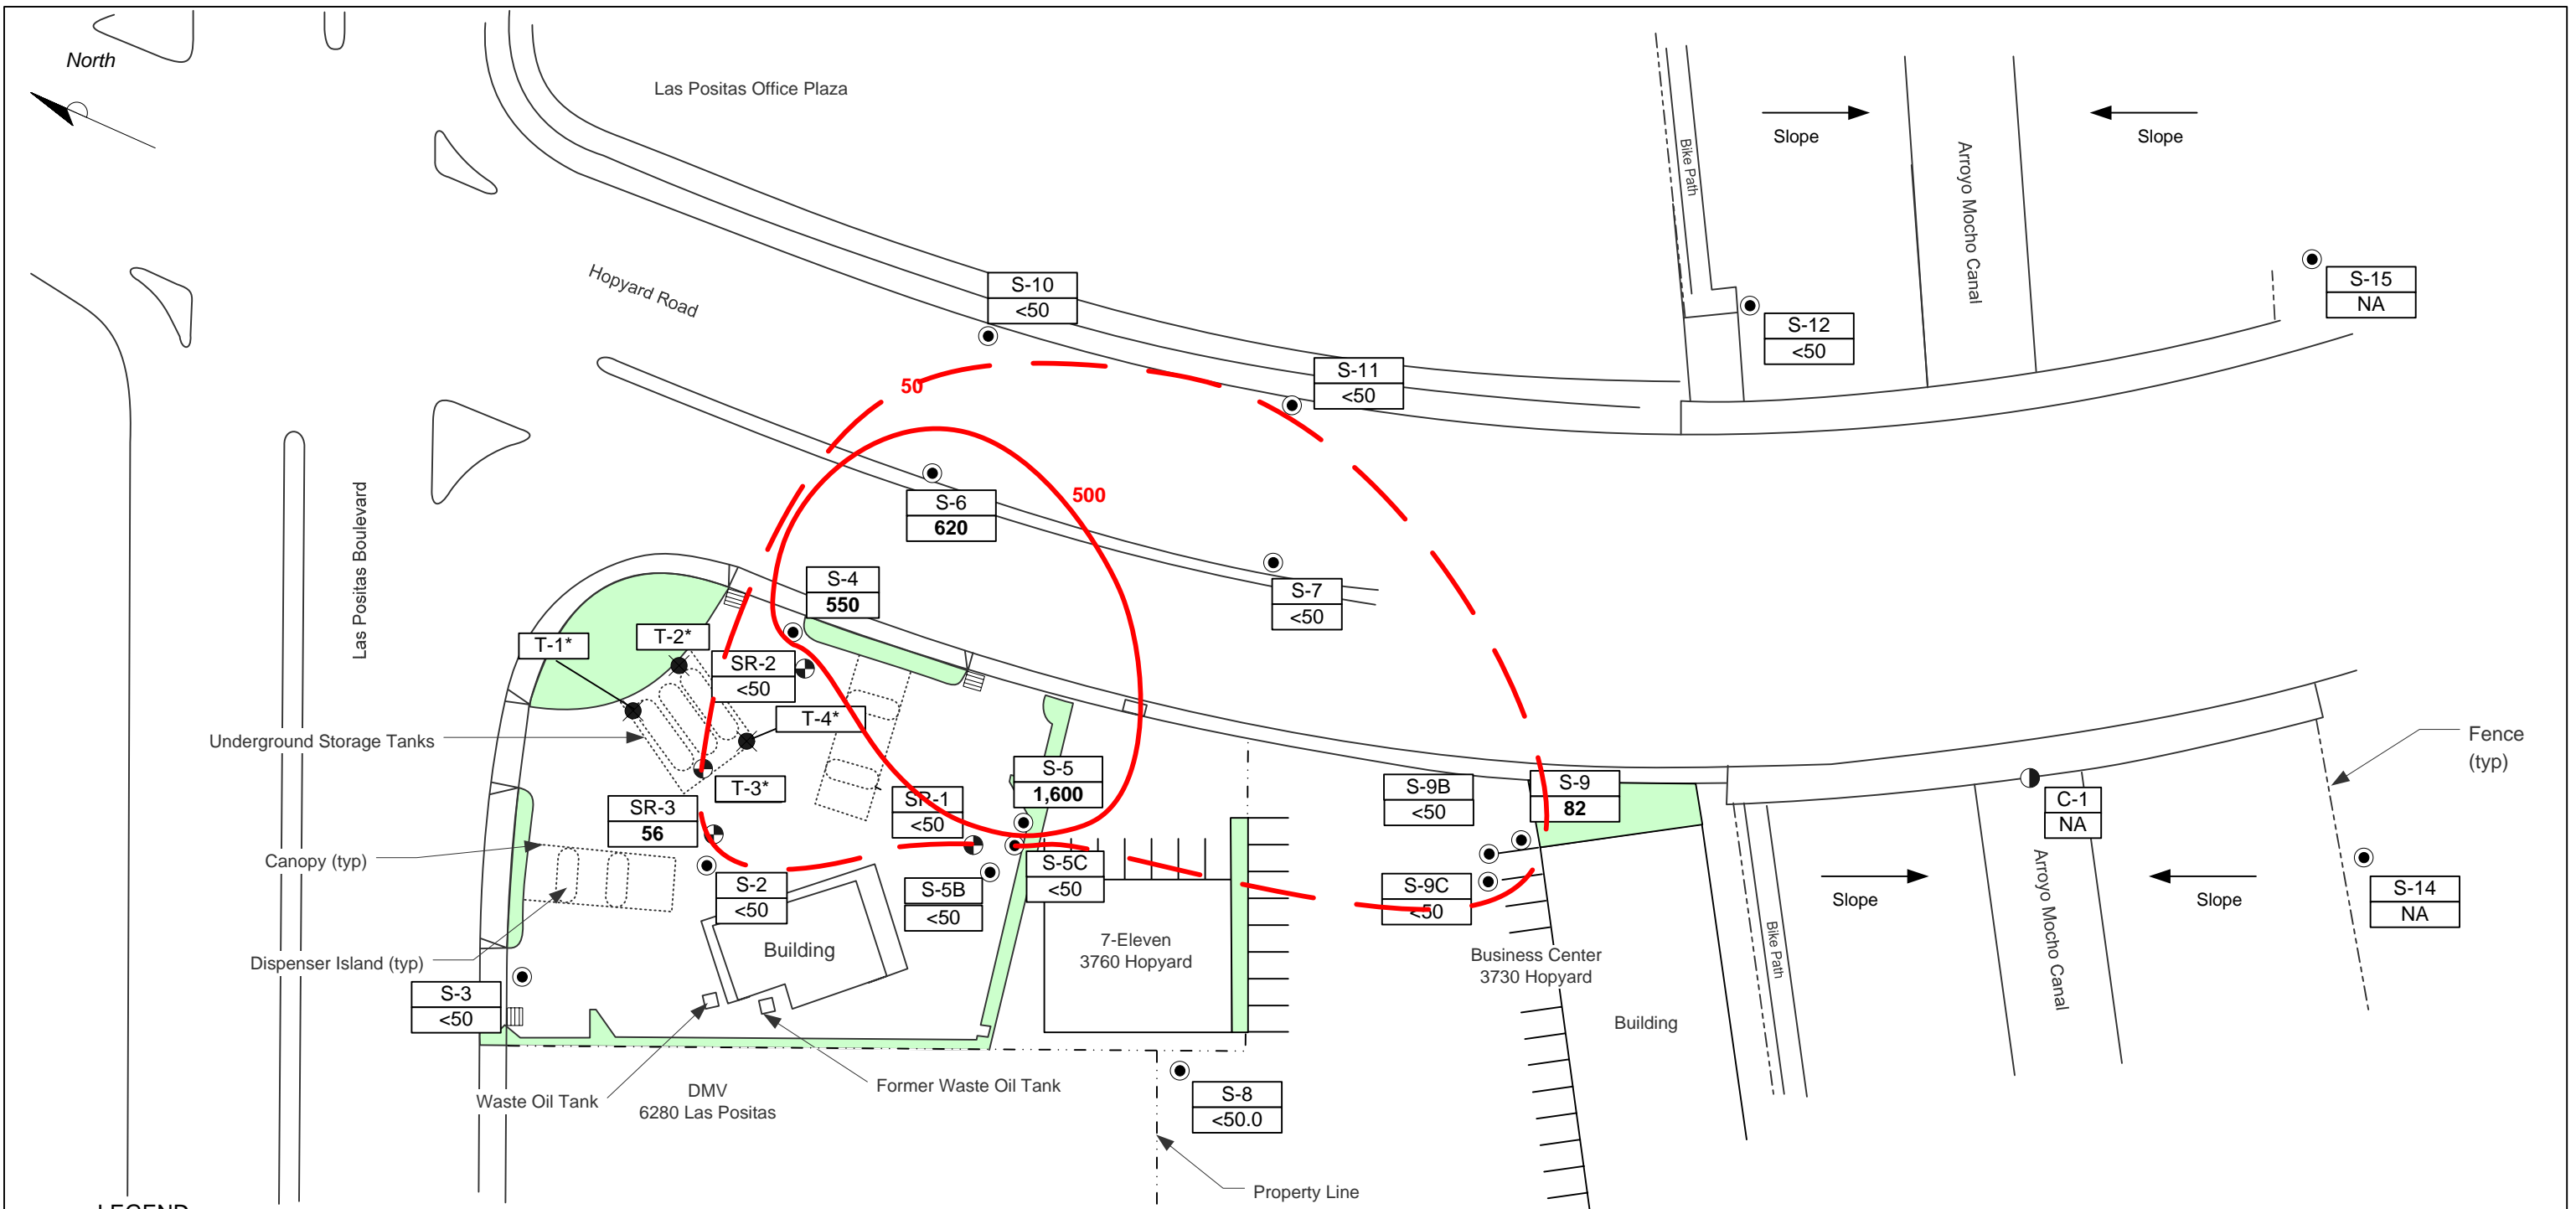 North
Las Positas Office Plaza
Slope
Slope
Bike Path
Arroyo Mocho Canal
Hopyard Road
S-10
<50
S-15
NA
S-12
<50
S-11
<50
50
500
S-6
620
Las Positas Boulevard
S-4
550
S-7
<50
T-1*
T-2*
SR-2
<50
T-4*
Underground Storage Tanks
Fence
(typ)
T-3*
S-5
1,600
SR-3
56
SR-1
<50
S-9B
<50
S-9
82
C-1
NA
Canopy (typ)
S-2
<50
S-5B
<50
S-5C
<50
S-9C
<50
Slope
Slope
S-14
NA
Arroyo Mocho Canal
Bike Path
Building
7-Eleven
3760 Hopyard
Business Center
3730 Hopyard
Dispenser Island (typ)
S-3
<50
Building
Waste Oil Tank
DMV
6280 Las Positas
Former Waste Oil Tank
S-8
<50.0
Property Line
LEGEND